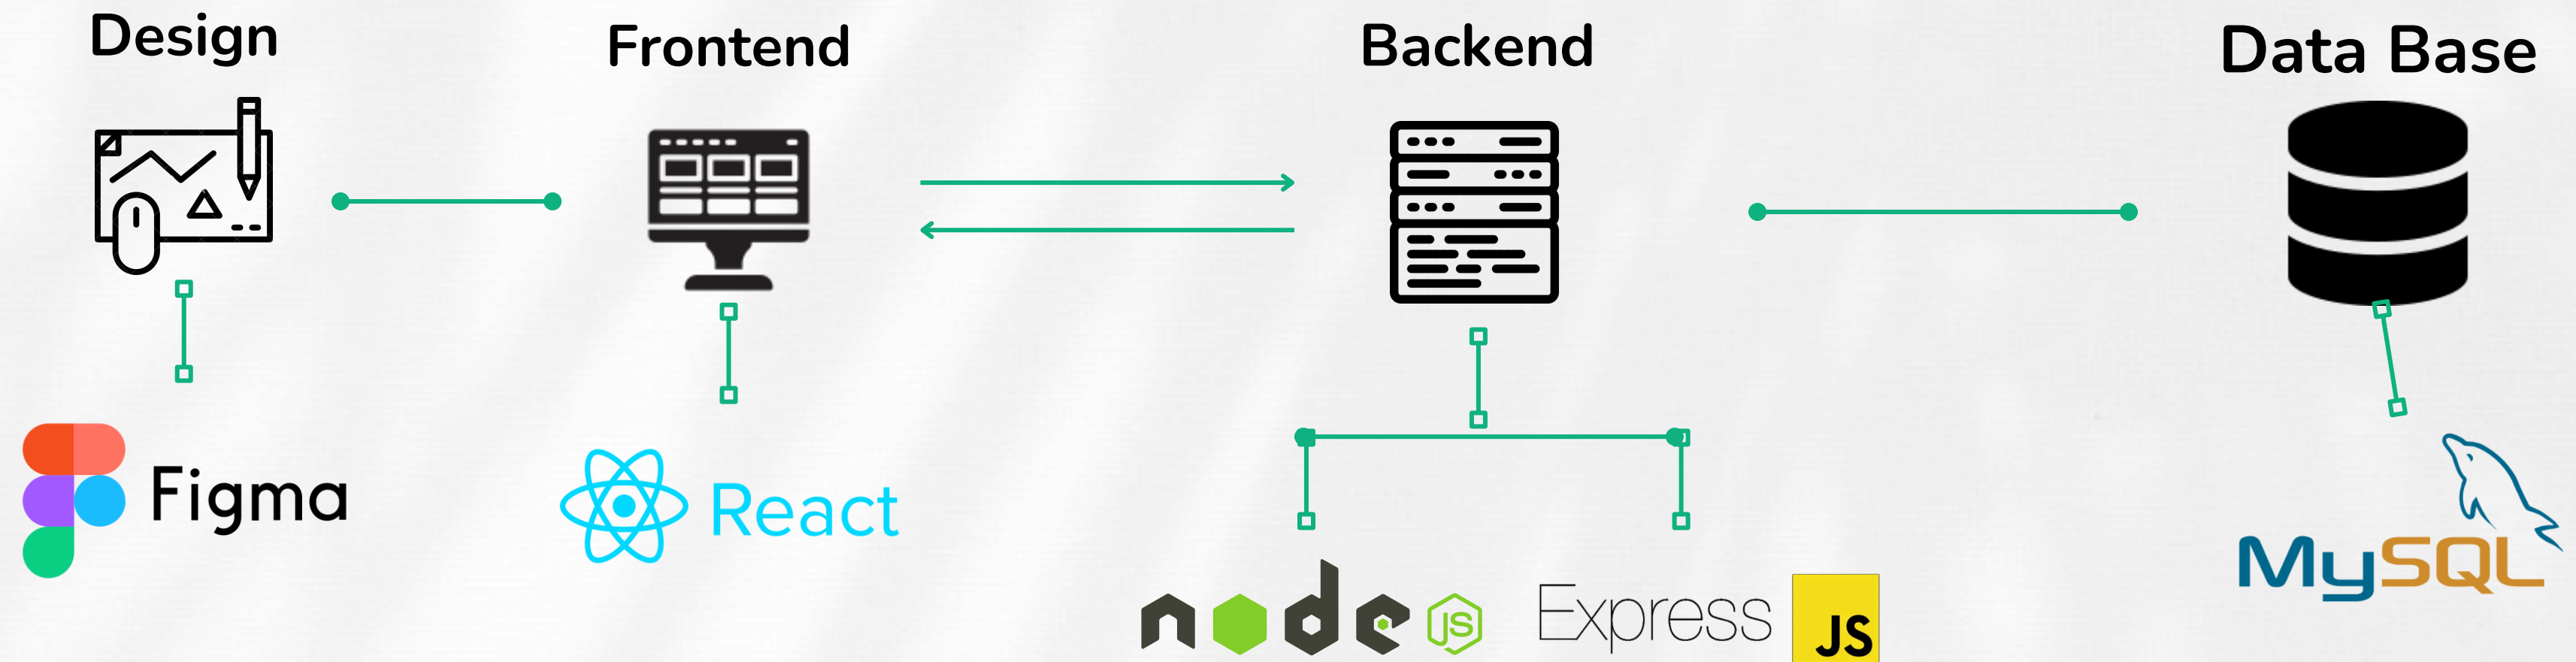 Design
Frontend
Backend
Data Base
Figma
React
node
JS
Express
JS
MySQL